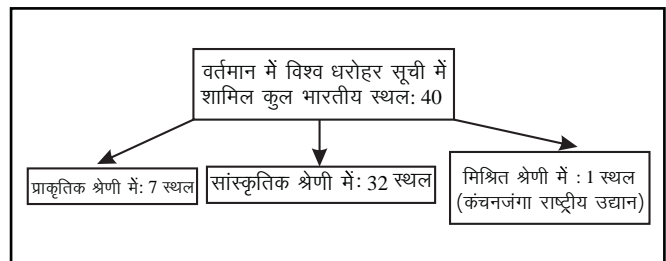 वर्तमान में विश्व धरोहर सूची में
शामिल कुल भारतीय स्थल: 40
प्राकृतिक श्रेणी में: 7 स्थल
सांस्कृतिक श्रेणी में: 32 स्थल
मिश्रित श्रेणी में : 1 स्थल
(कंचनजंगा राष्ट्रीय उद्यान)